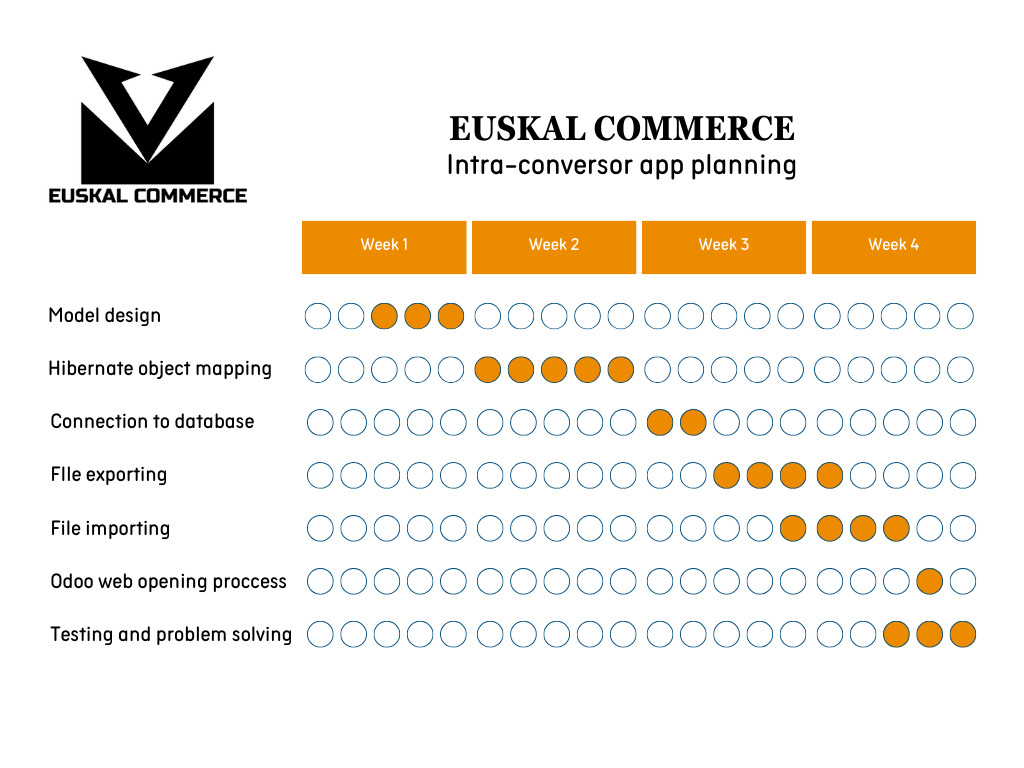 EUSKAL COMMERCE
EUSKAL COMMERCE
Intra-conversor app planning
Week 1 Week 2 Week 3 Week 4
Model design
Hibernate object mapping
Connection to database
FIle exporting
File importing
Odoo web opening proccess
Testing and problem solving